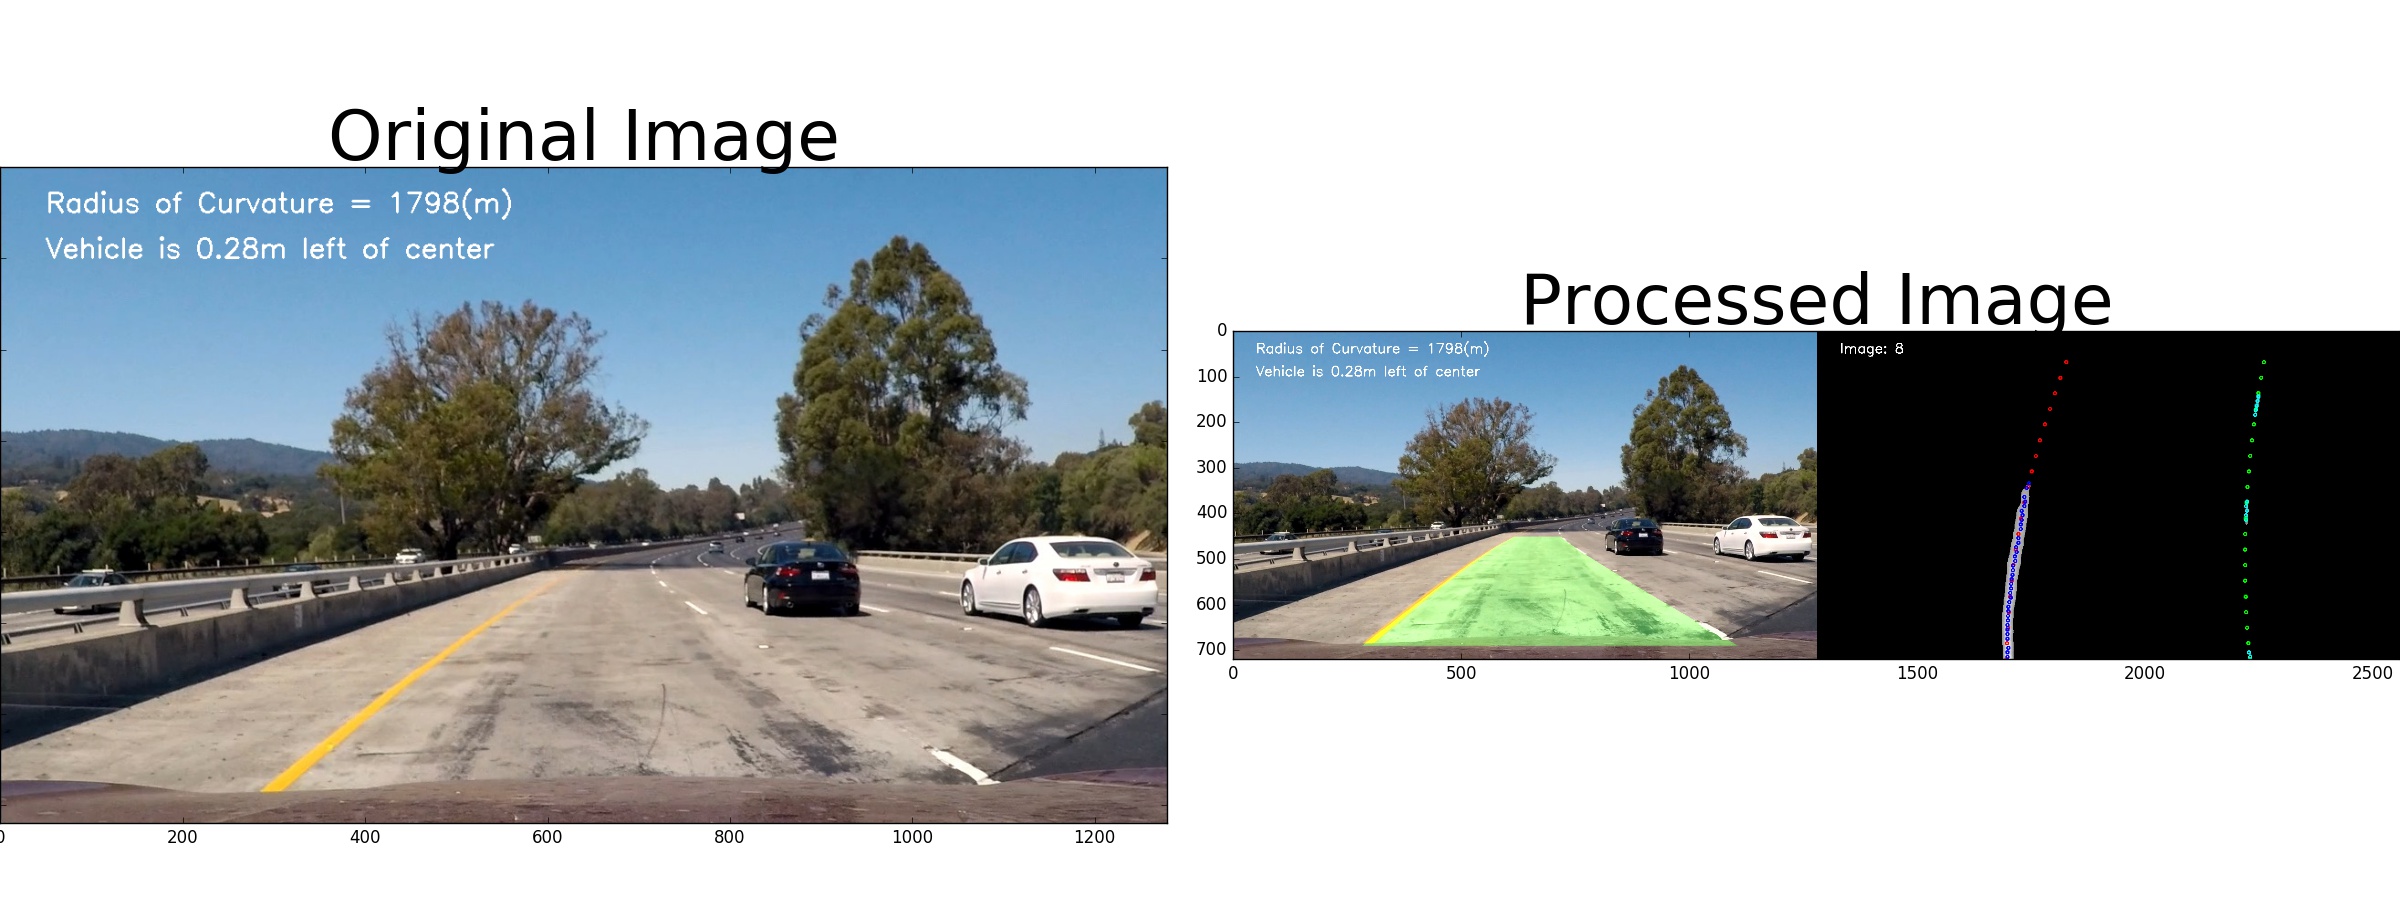 Original Image
Radius of Curvature = 1798(m)
Vehicle is 0.28m left of center
0 200 400 600 800 1000 1200
Processed Image
Radius of Curvature = 1798(m)
Vehicle is 0.28m left of center
Image: 8
0
100
200
300
400
500
600
700
0 500 1000 1500 2000 2500